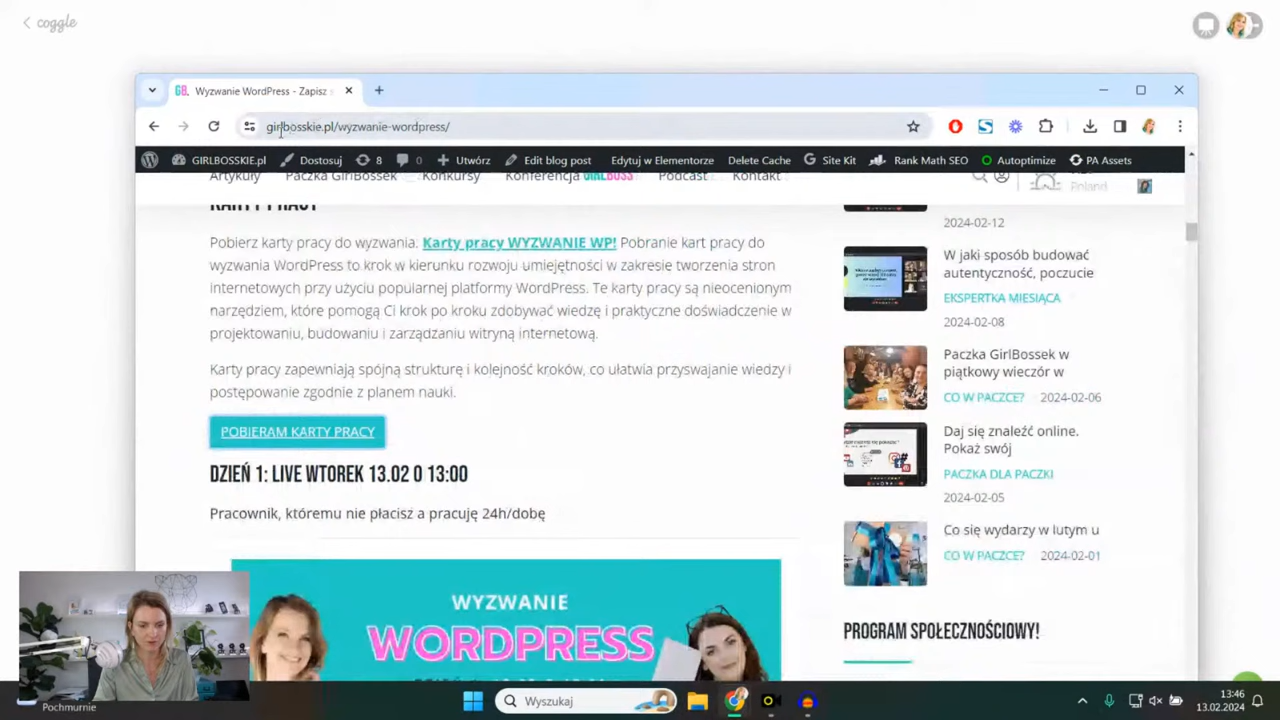 coggle
GB. Wyzwanie WordPress - Zapisz
girlbosskie.pl/wyzwanie-wordpress/
GIRLBOSSKIE.pl Dostosuj 8 0 Utwórz Edit blog post Edytuj w Elementorze Delete Cache Site Kit Rank Math SEO Autoptimize PA Assets
Artykuły Paczka GirlBossek Konkursy Konferencja GIRLBOSS Podcast Kontakt
Poland
KARTY PRACY
Pobierz karty pracy do wyzwania. Karty pracy WYZWANIE WP! Pobranie kart pracy do
wyzwania WordPress to krok w kierunku rozwoju umiejętności w zakresie tworzenia stron
internetowych przy użyciu popularnej platformy WordPress. Te karty pracy są nieocenionym
narzędziem, które pomogą Ci krok po kroku zdobywać wiedzę i praktyczne doświadczenie w
projektowaniu, budowaniu i zarządzaniu witryną internetową.
Karty pracy zapewniają spójną strukturę i kolejność kroków, co ułatwia przyswajanie wiedzy i
postępowanie zgodnie z planem nauki.
POBIERAM KARTY PRACY
DZIEŃ 1: LIVE WTOREK 13.02 O 13:00
Pracownik, któremu nie płacisz a pracuję 24h/dobę
WYZWANIE
WORDPRESS
2024-02-12
W jaki sposób budować
autentyczność, poczucie
EKSPERTKA MIESIĄCA
2024-02-08
Paczka GirlBossek w
piątkowy wieczór w
CO W PACZCE? 2024-02-06
Daj się znaleźć online.
Pokaż swój
PACZKA DLA PACZKI
2024-02-05
Co się wydarzy w lutym u
CO W PACZCE? 2024-02-01
PROGRAM SPOŁECZNOŚCIOWY!
Pochmurnie
Wyszukaj
13:46
13.02.2024